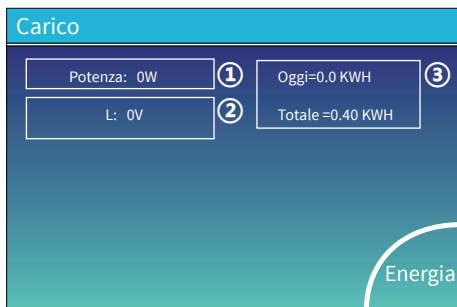 Carico
Potenza: 0W
①
L: 0V
②
Oggi=0.0 KWH
③
Totale =0.40 KWH
Energia